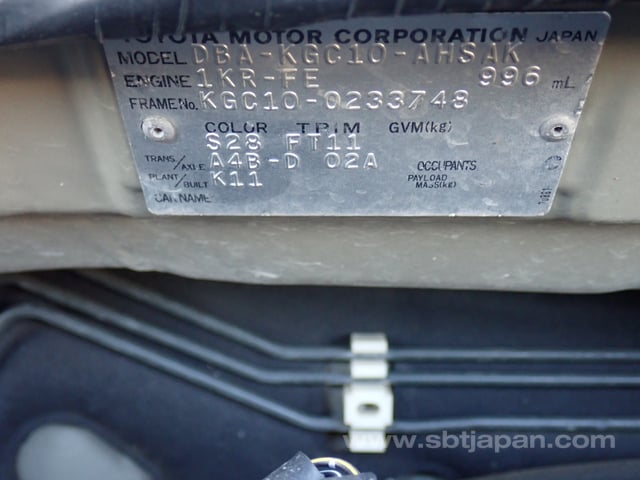 TOYOTA MOTOR CORPORATION JAPAN
MODEL DBA-KGC10-AHSAK
ENGINE 1KR-FE 996 mL
FRAME No. KGC10-0233748
COLOR TRIM GVM(kg)
S28 FT11
TRANS/AXLE A4B-D 02A OCCUPANTS
PLANT/BUILT K11 PAYLOAD MASS(kg)
CAR NAME
www.sbtjapan.com